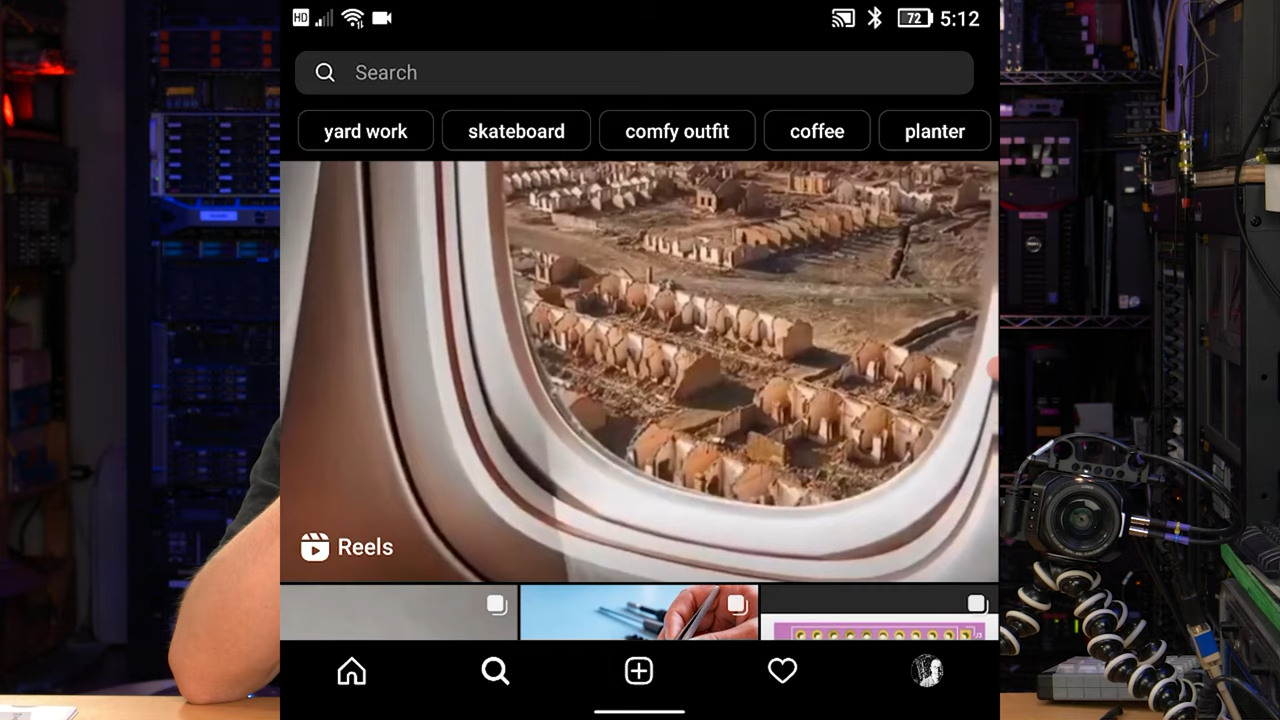 HD 72 5:12
Search
yard work skateboard comfy outfit coffee planter
Reels